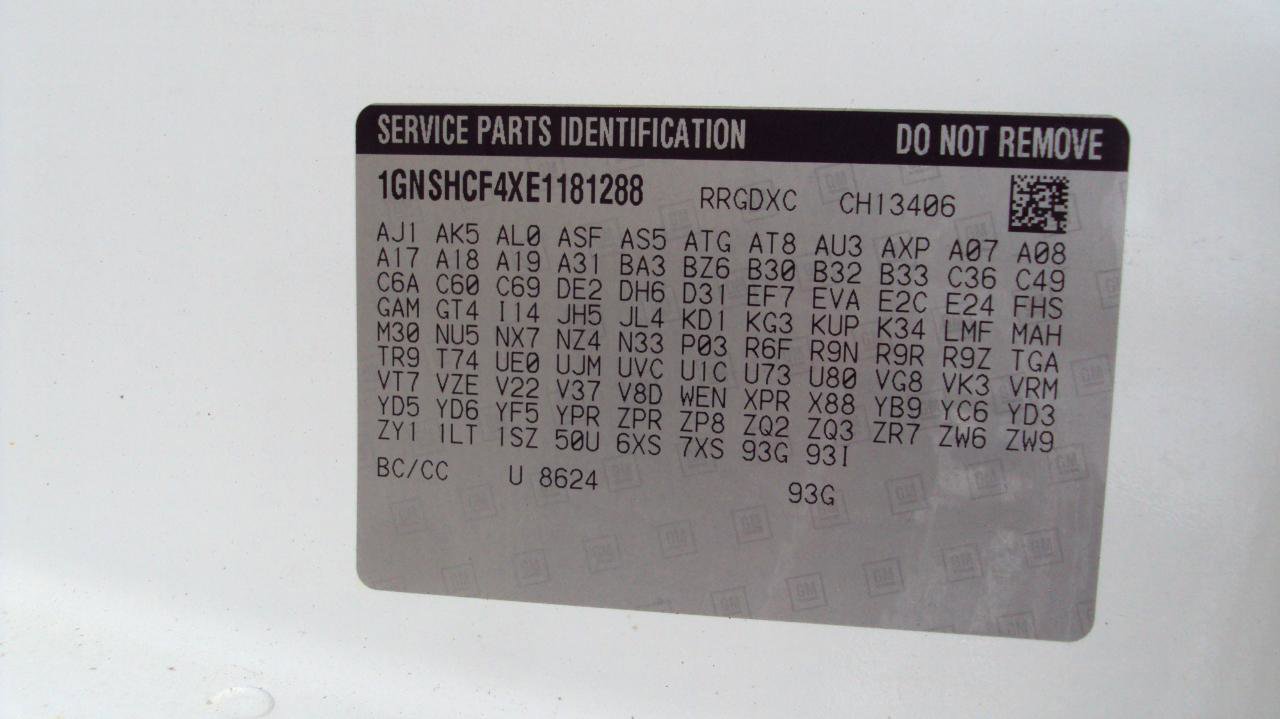 SERVICE PARTS IDENTIFICATION DO NOT REMOVE
1GNSHCF4XE1181288 RRGDXC CH13406
AJ1 AK5 AL0 ASF AS5 ATG AT8 AU3 AXP A07 A08
A17 A18 A19 A31 BA3 BZ6 B30 B32 B33 C36 C49
C6A C60 C69 DE2 DH6 D31 EF7 EVA E2C E24 FHS
GAM GT4 I14 JH5 JL4 KD1 KG3 KUP K34 LMF MAH
M30 NU5 NX7 NZ4 N33 P03 R6F R9N R9R R9Z TGA
TR9 T74 UE0 UJM UVC U1C U73 U80 VG8 VK3 VRM
VT7 VZE V22 V37 V8D WEN XPR X88 YB9 YC6 YD3
YD5 YD6 YF5 YPR ZPR ZP8 ZQ2 ZQ3 ZR7 ZW6 ZW9
ZY1 1LT 1SZ 50U 6XS 7XS 93G 93I
BC/CC U 8624 93G